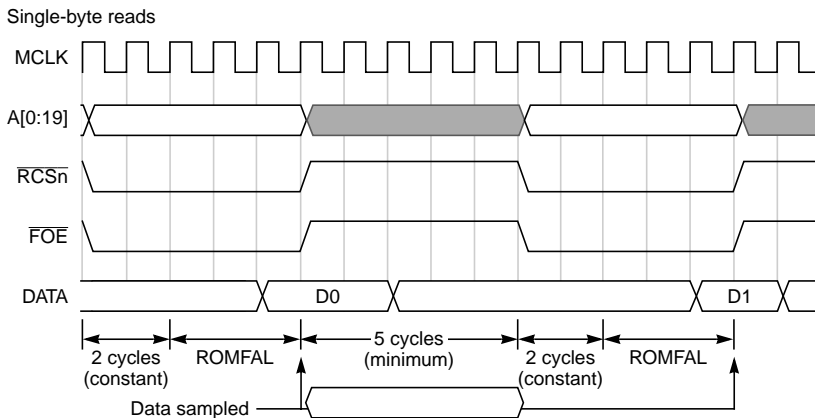 Single-byte reads
MCLK
A[0:19]
RCSn
FOE
DATA D0 D1
2 cycles (constant) ROMFAL 5 cycles (minimum) 2 cycles (constant) ROMFAL
Data sampled